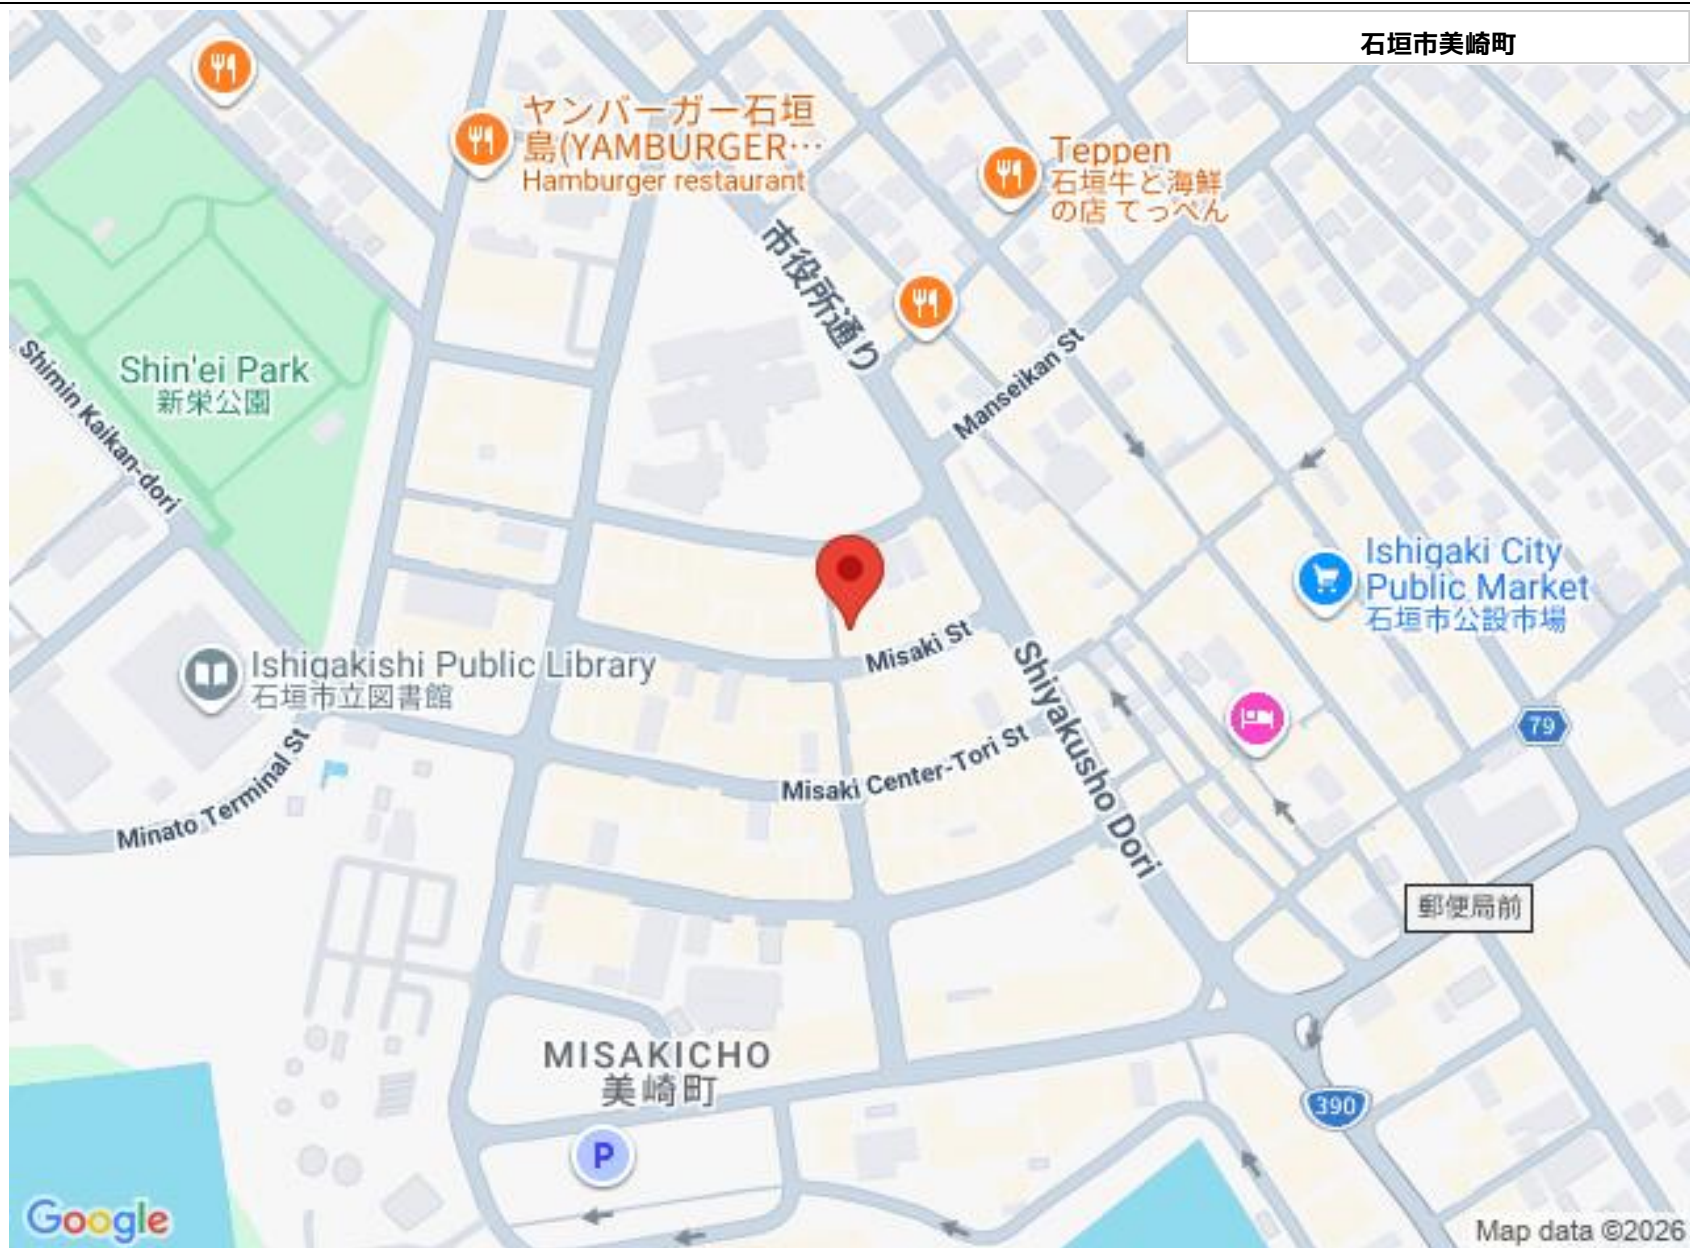 石垣市美崎町
ヤンバーガー石垣
島(YAMBURGER…
Hamburger restaurant
Teppen
石垣牛と海鮮
の店 てっぺん
市役所通り
Manseikan St
Shin'ei Park
新栄公園
Shimin Kaikan-dori
Ishigaki City
Public Market
石垣市公設市場
Misaki St
Ishigakishi Public Library
石垣市立図書館
Shiyakusho Dori
79
Misaki Center-Tori St
Minato Terminal St
郵便局前
MISAKICHO
美崎町
390
P
Google
Map data ©2026